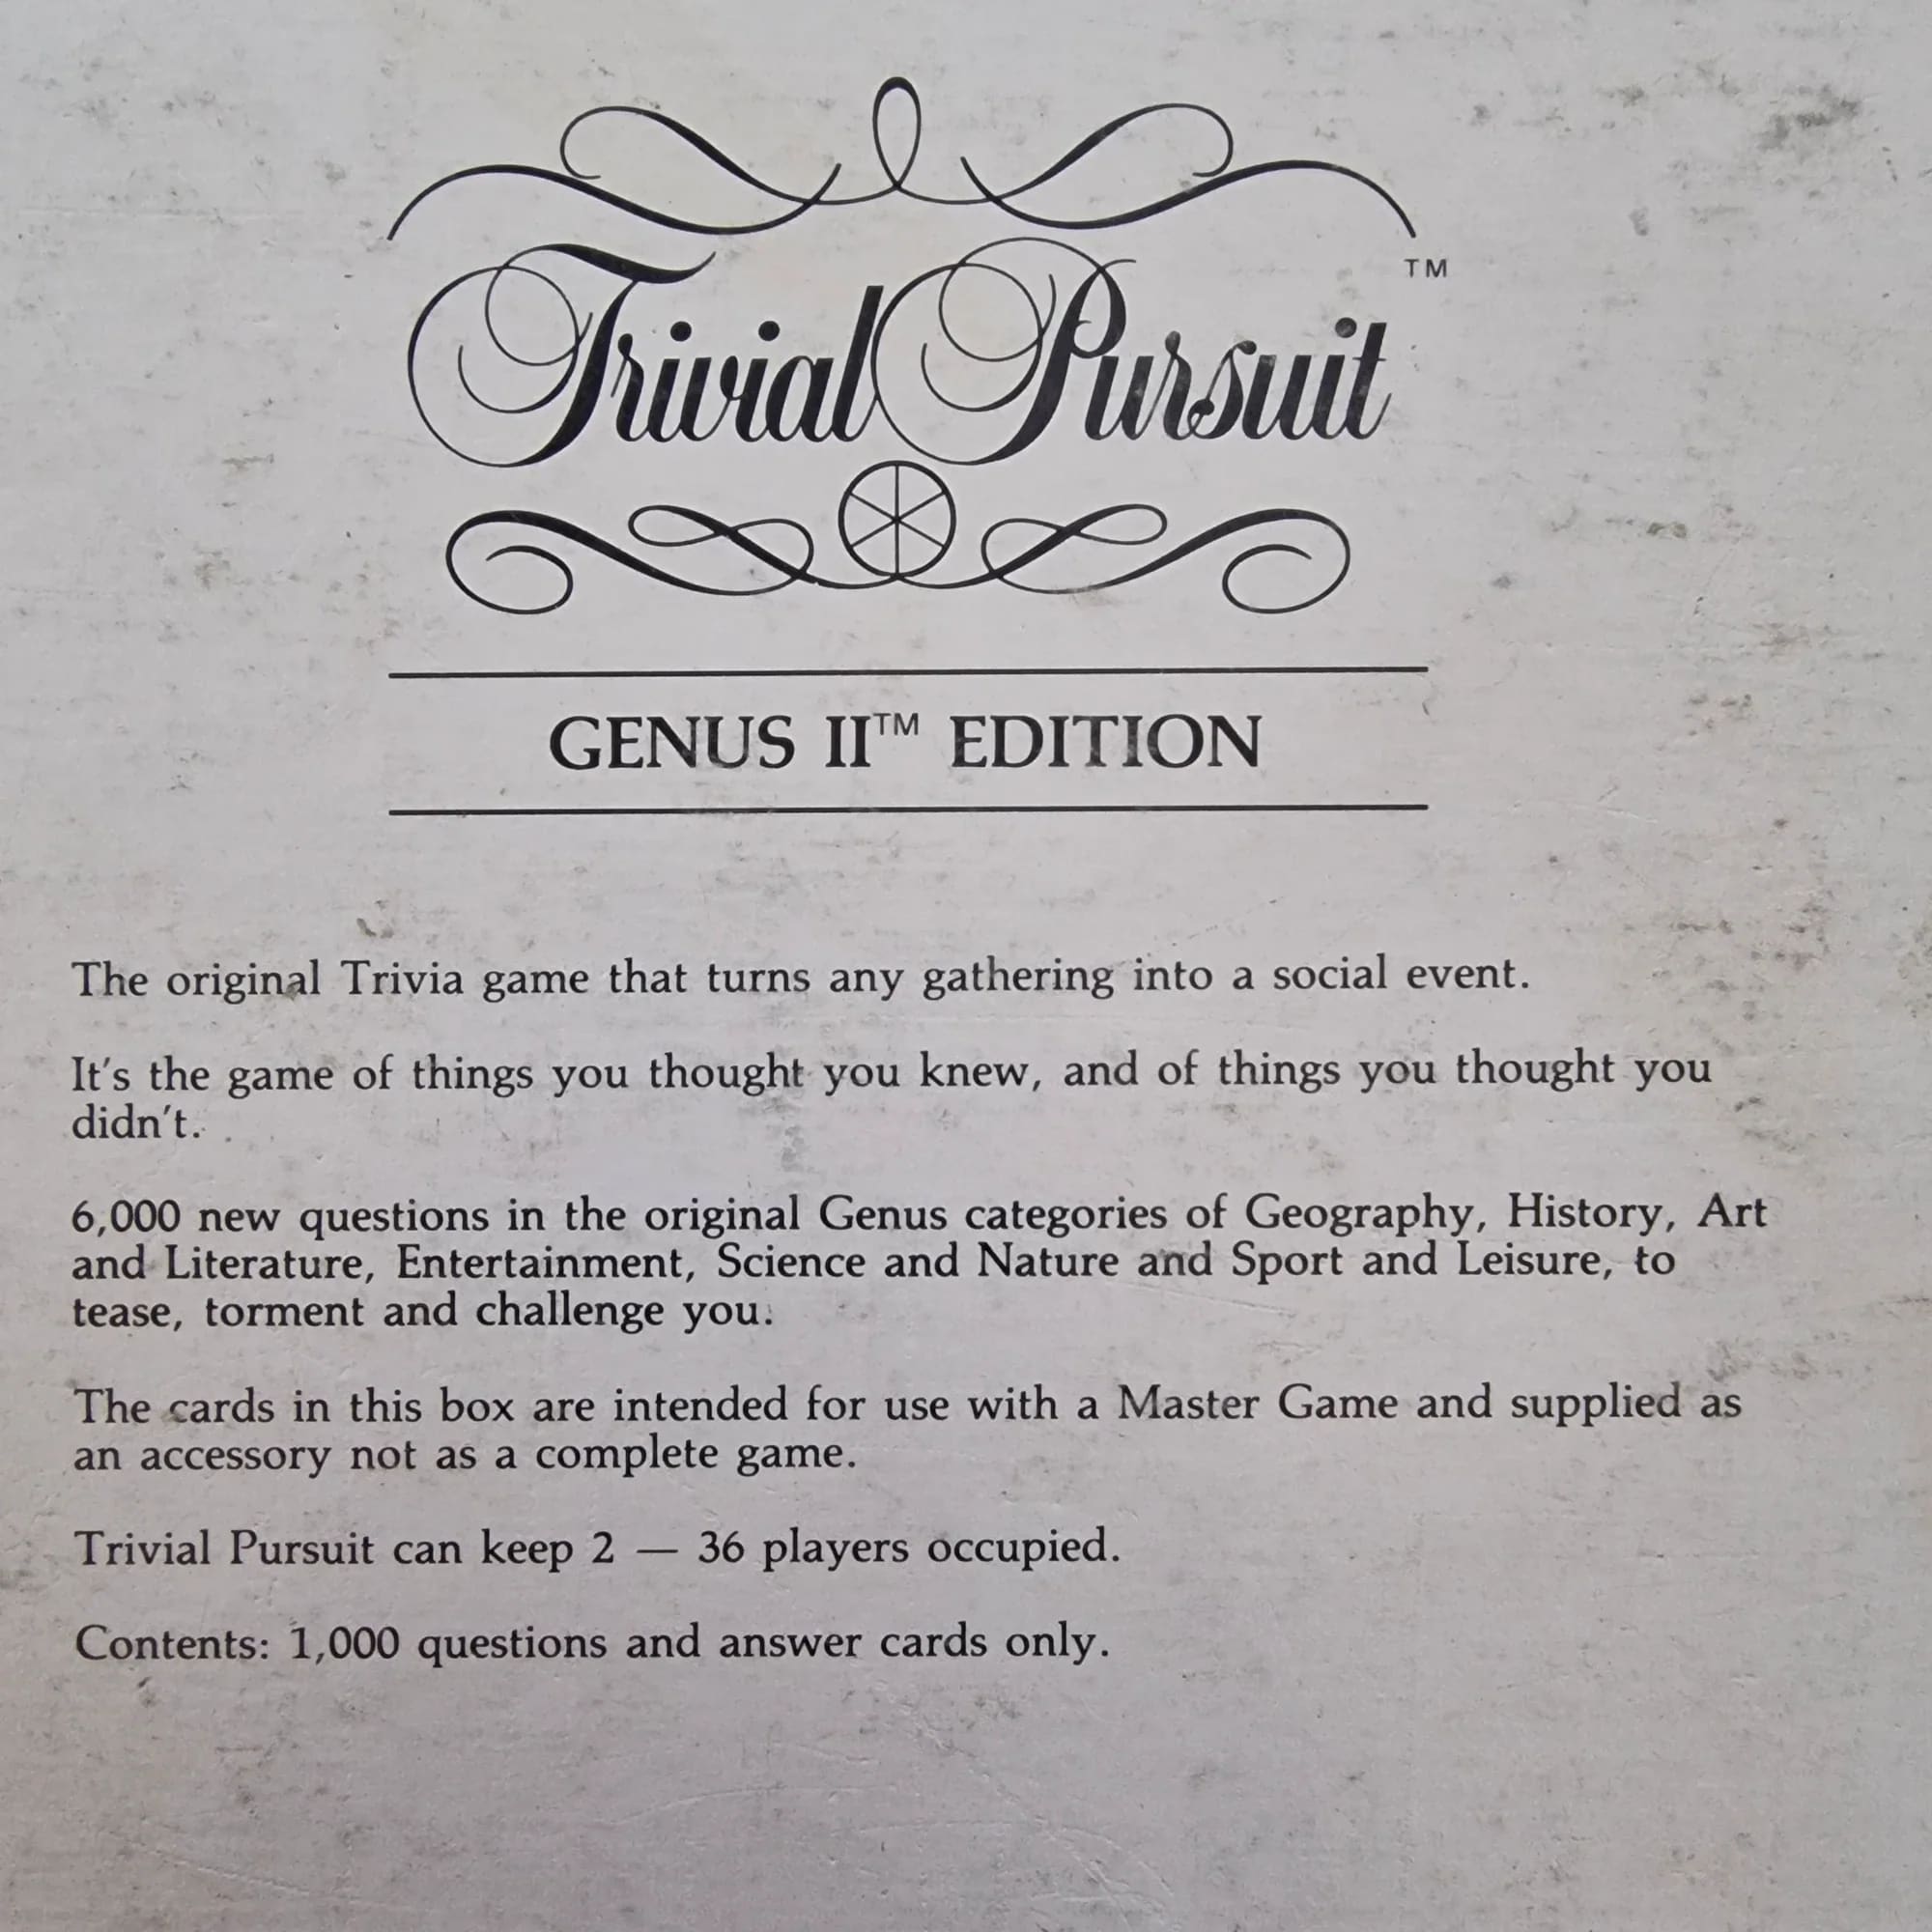 Trivial Pursuit™
GENUS II™ EDITION
The original Trivia game that turns any gathering into a social event.
It's the game of things you thought you knew, and of things you thought you
didn't.
6,000 new questions in the original Genus categories of Geography, History, Art
and Literature, Entertainment, Science and Nature and Sport and Leisure, to
tease, torment and challenge you.
The cards in this box are intended for use with a Master Game and supplied as
an accessory not as a complete game.
Trivial Pursuit can keep 2 — 36 players occupied.
Contents: 1,000 questions and answer cards only.